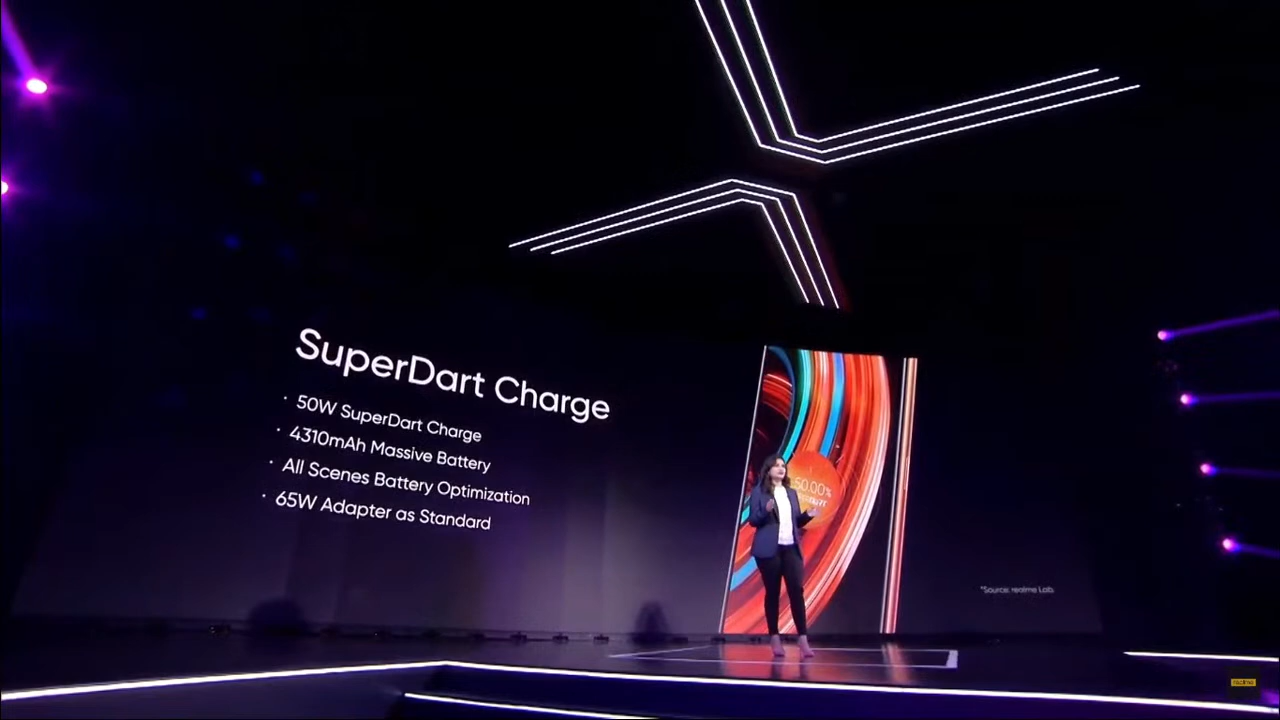 SuperDart Charge
· 50W SuperDart Charge
· 4310mAh Massive Battery
· All Scenes Battery Optimization
· 65W Adapter as Standard
50.00%
*Source: realme Lab.
realme